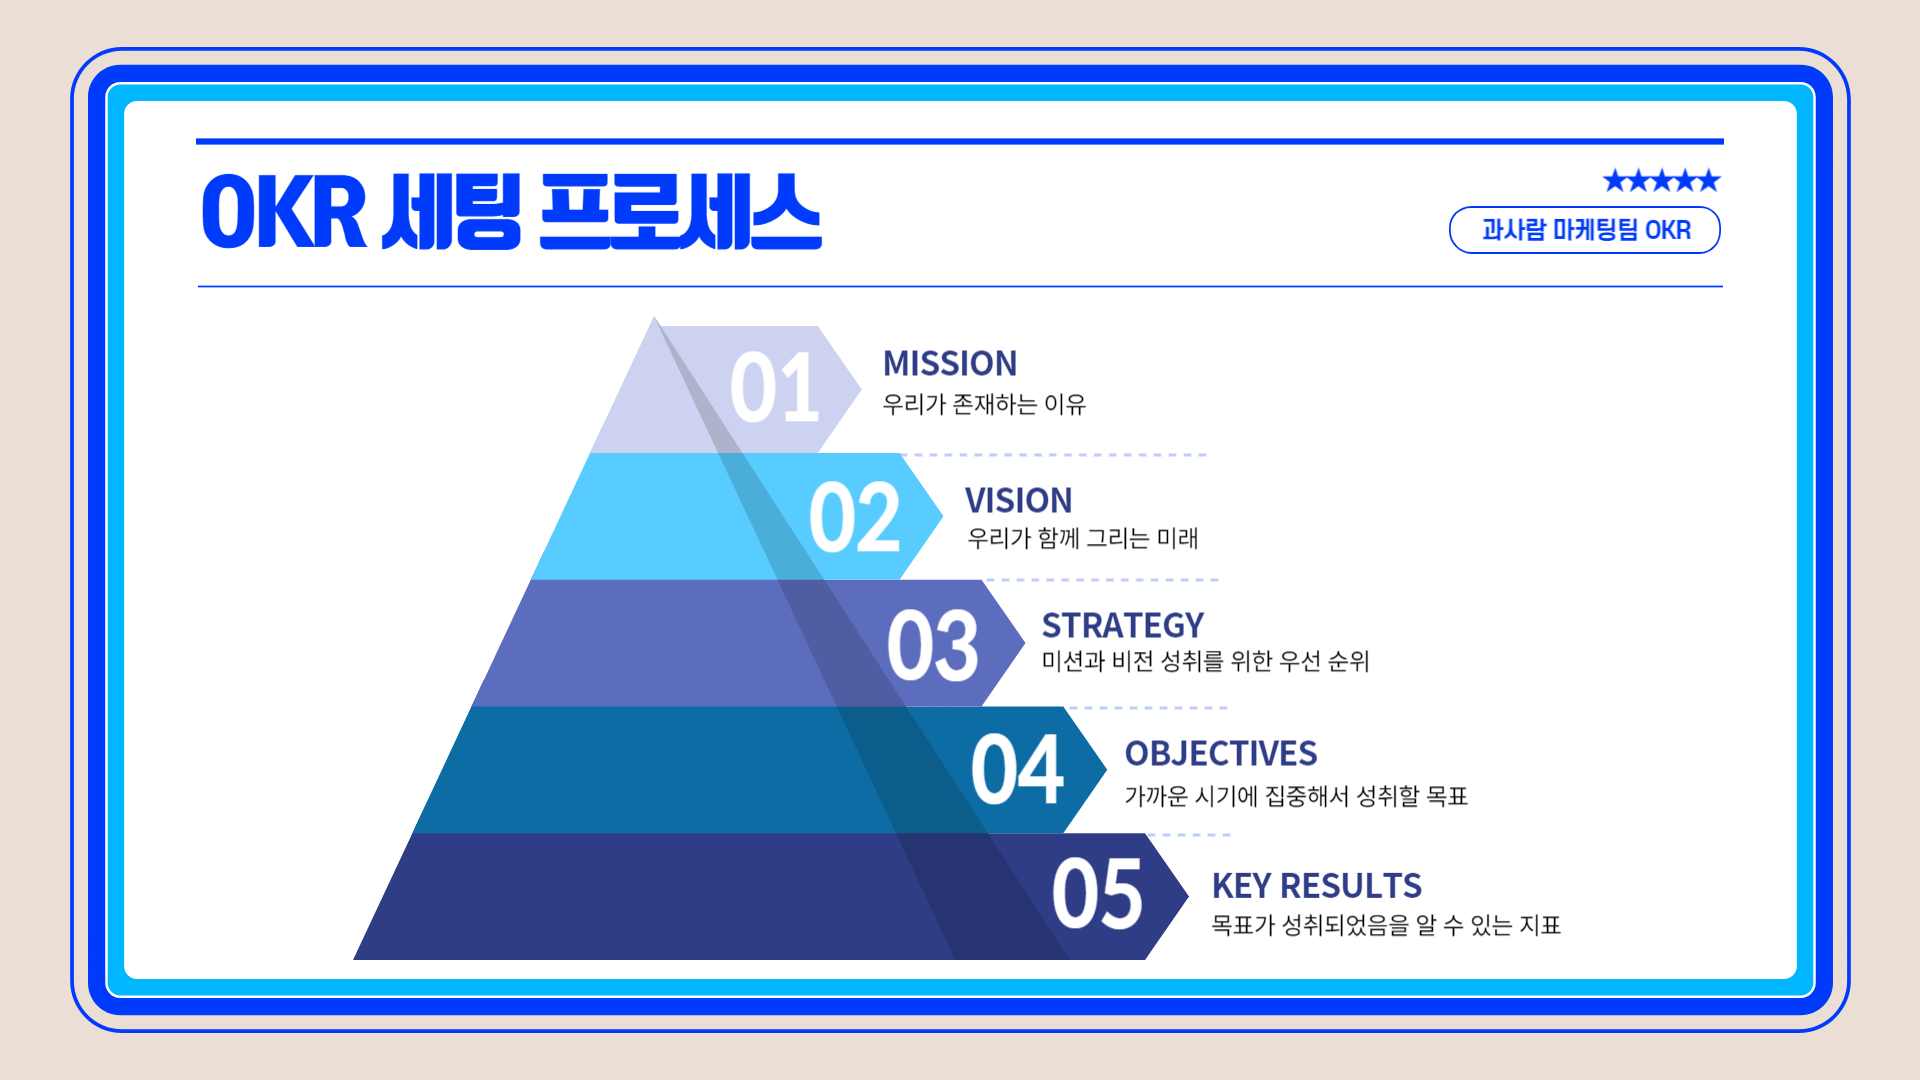 OKR 세팅 프로세스
★★★★★
과사람 마케팅팀 OKR
01
MISSION
우리가 존재하는 이유
02
VISION
우리가 함께 그리는 미래
03
STRATEGY
미션과 비전 성취를 위한 우선 순위
04
OBJECTIVES
가까운 시기에 집중해서 성취할 목표
05
KEY RESULTS
목표가 성취되었음을 알 수 있는 지표